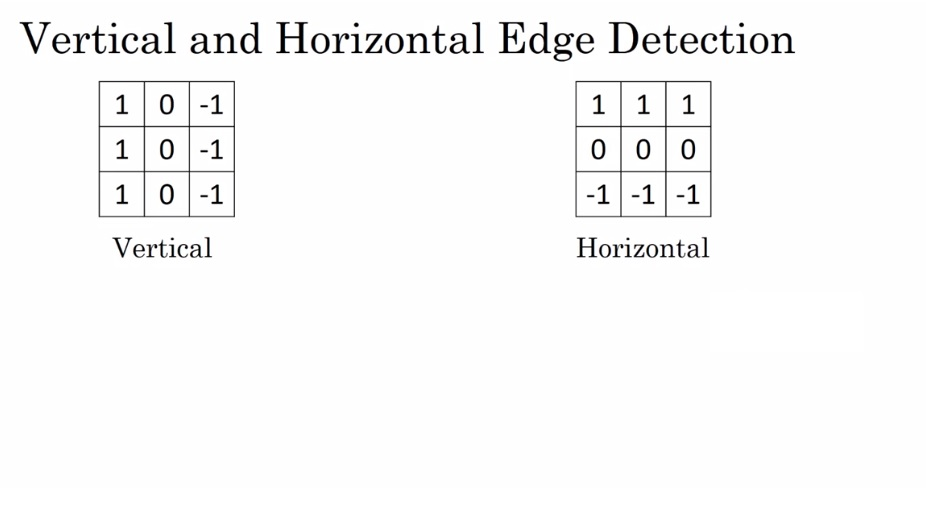 Vertical and Horizontal Edge Detection
1 0 -1
1 0 -1
1 0 -1
Vertical
1 1 1
0 0 0
-1 -1 -1
Horizontal